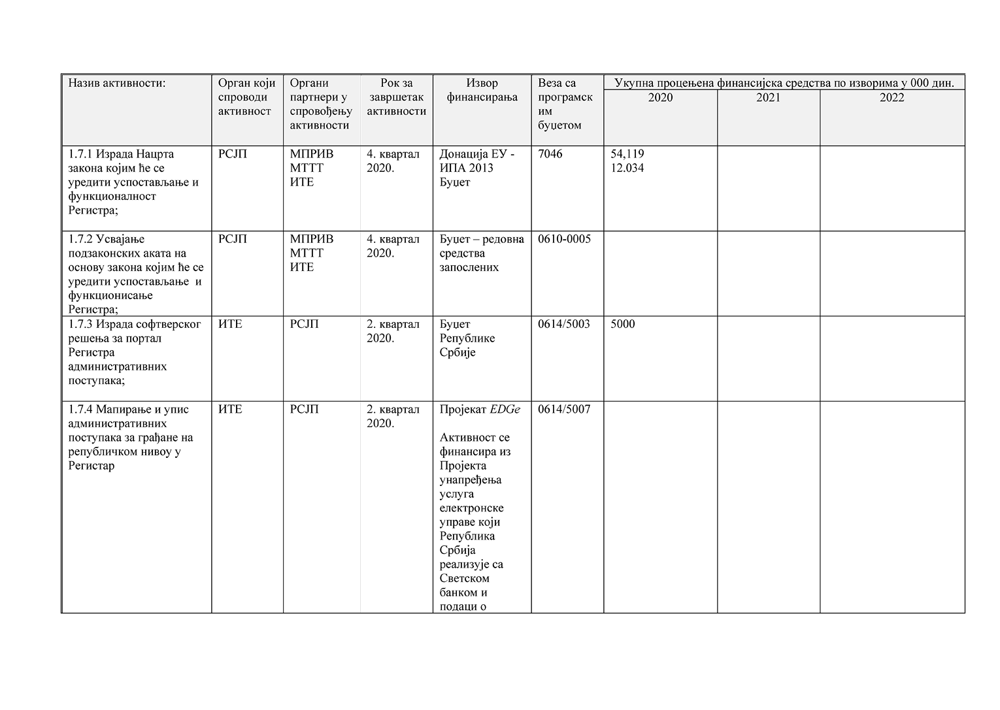 Назив активности:
Орган који
спроводи
активност
Органи
партнери у
спровођењу
активности
Рок за
завршетак
активности
Извор
финансирања
Веза са
програмск
им
буџетом
Укупна процењена финансијска средства по изворима у 000 дин.
2020
2021
2022
1.7.1 Израда Нацрта
закона којим ће се
уредити успостављање и
функционалност
Регистра;
РСЈП
МПРИВ
МТТТ
ИТЕ
4. квартал
2020.
Донација ЕУ -
ИПА 2013
Буџет
7046
54,119
12.034
1.7.2 Усвајање
подзаконских аката на
основу закона којим ће се
уредити успостављање  и
функционисање
Регистра;
РСЈП
МПРИВ
МТТТ
ИТЕ
4. квартал
2020.
Буџет – редовна
средства
запослених
0610-0005
1.7.3 Израда софтверског
решења за портал
Регистра
административних
поступака;
ИТЕ
РСЈП
2. квартал
2020.
Буџет
Републике
Србије
0614/5003
5000
1.7.4 Мапирање и упис
административних
поступака за грађане на
републичком нивоу у
Регистар
ИТЕ
РСЈП
2. квартал
2020.
Пројекат EDGe
Активност се
финансира из
Пројекта
унапређења
услуга
електронске
управе који
Република
Србија
реализује са
Светском
банком и
подаци о
0614/5007